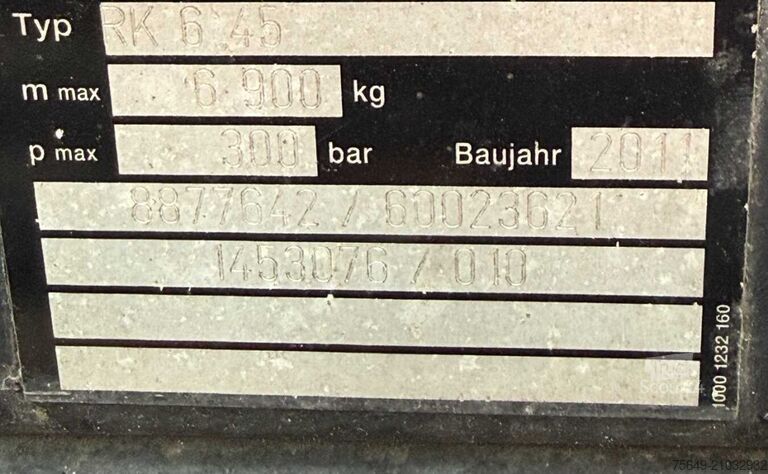 Typ RK 6 45
m max 6 900 kg
p max 300 bar Baujahr 2011
8877642 / 60023621
1453076 / 010
1000 1232 160
75649-21032932